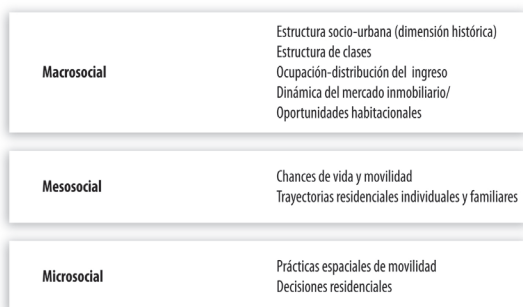 Macrosocial
Estructura socio-urbana (dimensión histórica)
Estructura de clases
Ocupación-distribución del ingreso
Dinámica del mercado inmobiliario/
Oportunidades habitacionales
Mesosocial
Chances de vida y movilidad
Trayectorias residenciales individuales y familiares
Microsocial
Prácticas espaciales de movilidad
Decisiones residenciales